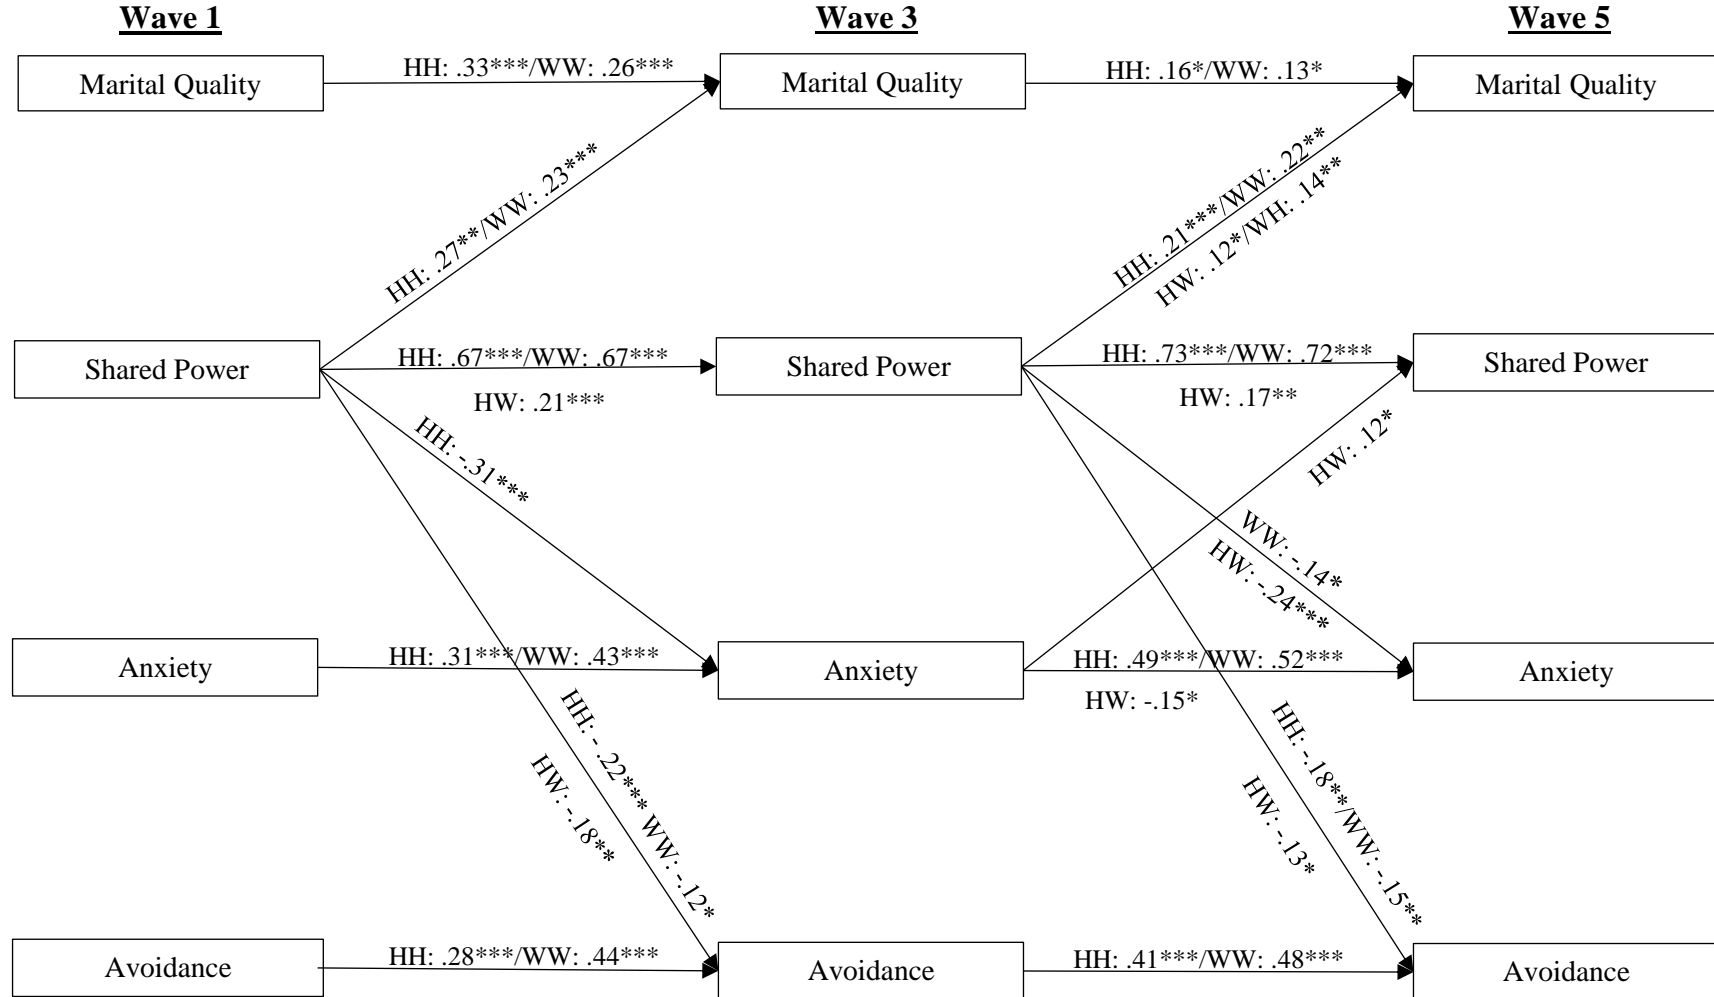 Wave 1
Wave 3
Wave 5
Marital Quality
HH: .33***/WW: .26***
Marital Quality
HH: .16*/WW: .13*
Marital Quality
HH: .27**/WW: .23***
HH: .21***/WW: .22**
HW: .12*/WH: .14**
Shared Power
HH: .67***/WW: .67***
HW: .21***
Shared Power
HH: .73***/WW: .72***
HW: .17**
Shared Power
HH: -.31***
HW: .12*
WW: -.14*
HW: -.24***
Anxiety
HH: .31***/WW: .43***
Anxiety
HH: .49***/WW: .52***
HW: -.15*
Anxiety
HH: -.22*** WW: -.12*
HW: -.18**
HH: -.18**/WW: -.15**
HW: -.13*
Avoidance
HH: .28***/WW: .44***
Avoidance
HH: .41***/WW: .48***
Avoidance